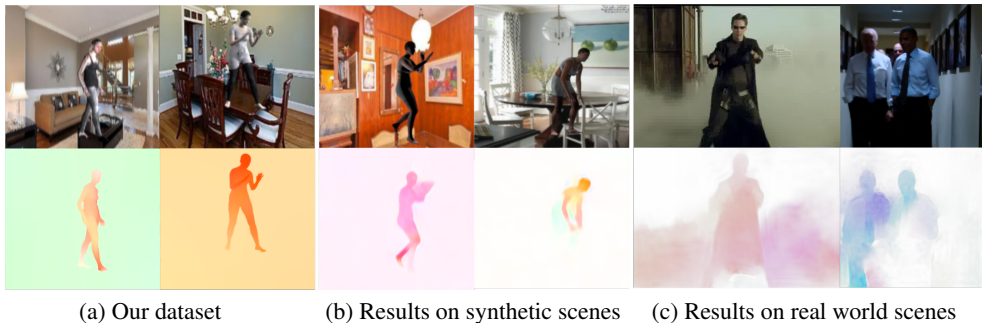 (a) Our dataset
(b) Results on synthetic scenes
(c) Results on real world scenes